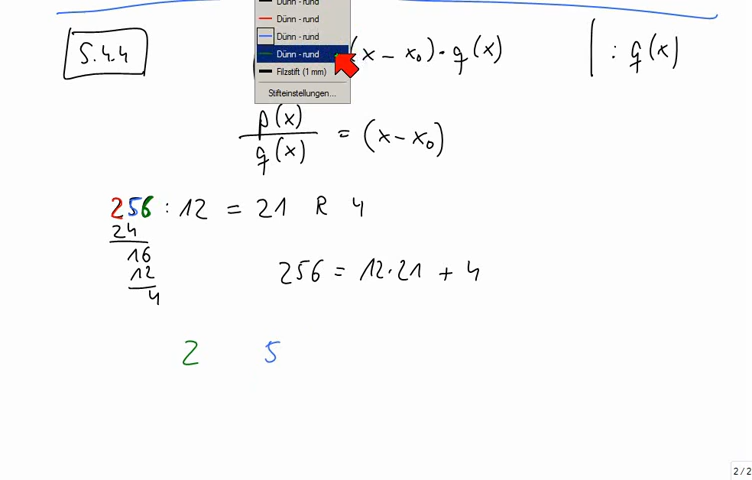 Dünn - rund
Dünn - rund
Dünn - rund
Dünn - rund
Filzstift (1 mm)
Stifteinstellungen...
S.4.4
(x - x₀) · q(x) | : q(x)
p(x) / q(x) = (x - x₀)
256 : 12 = 21 R 4
24
16
12
4
256 = 12·21 + 4
2 5
2/2